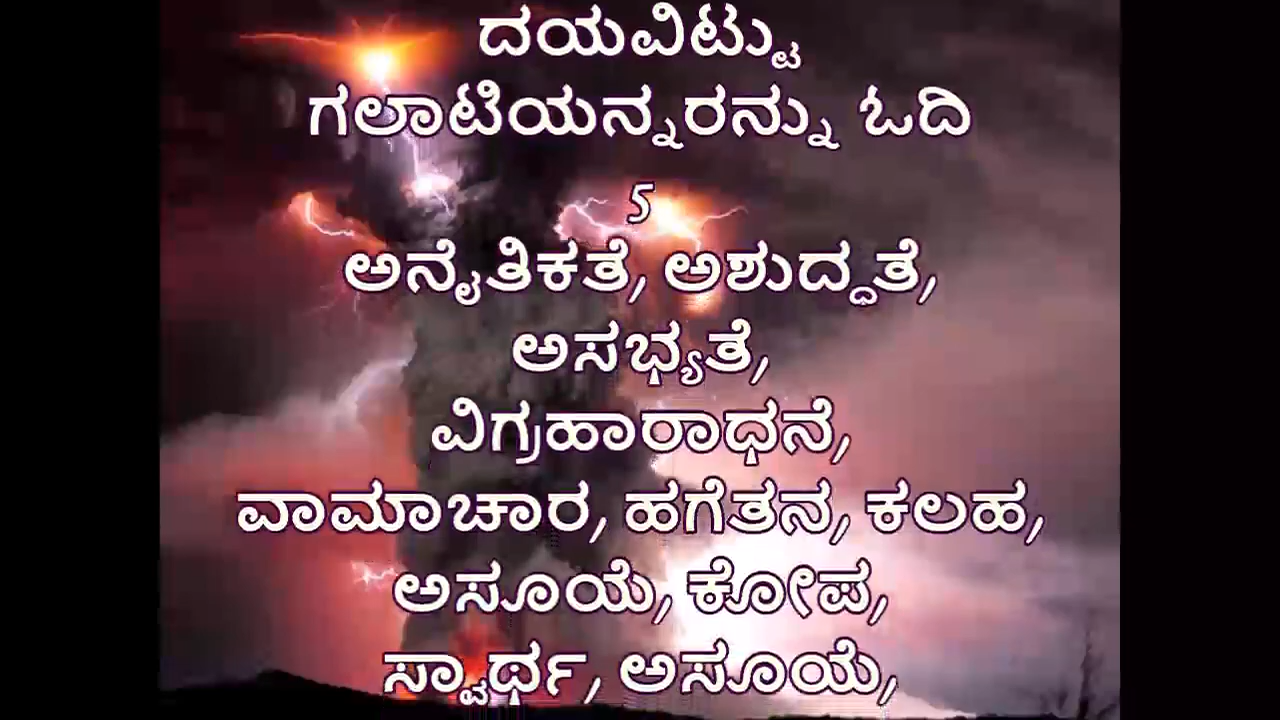 ದಯವಿಟ್ಟು
ಗಲಾಟಿಯನ್ನರನ್ನು ಓದಿ
5
ಅನೈತಿಕತೆ, ಅಶುದ್ಧತೆ,
ಅಸಭ್ಯತೆ,
ವಿಗ್ರಹಾರಾಧನೆ,
ವಾಮಾಚಾರ, ಹಗೆತನ, ಕಲಹ,
ಅಸೂಯೆ, ಕೋಪ,
ಸ್ವಾರ್ಥ, ಅಸೂಯೆ,